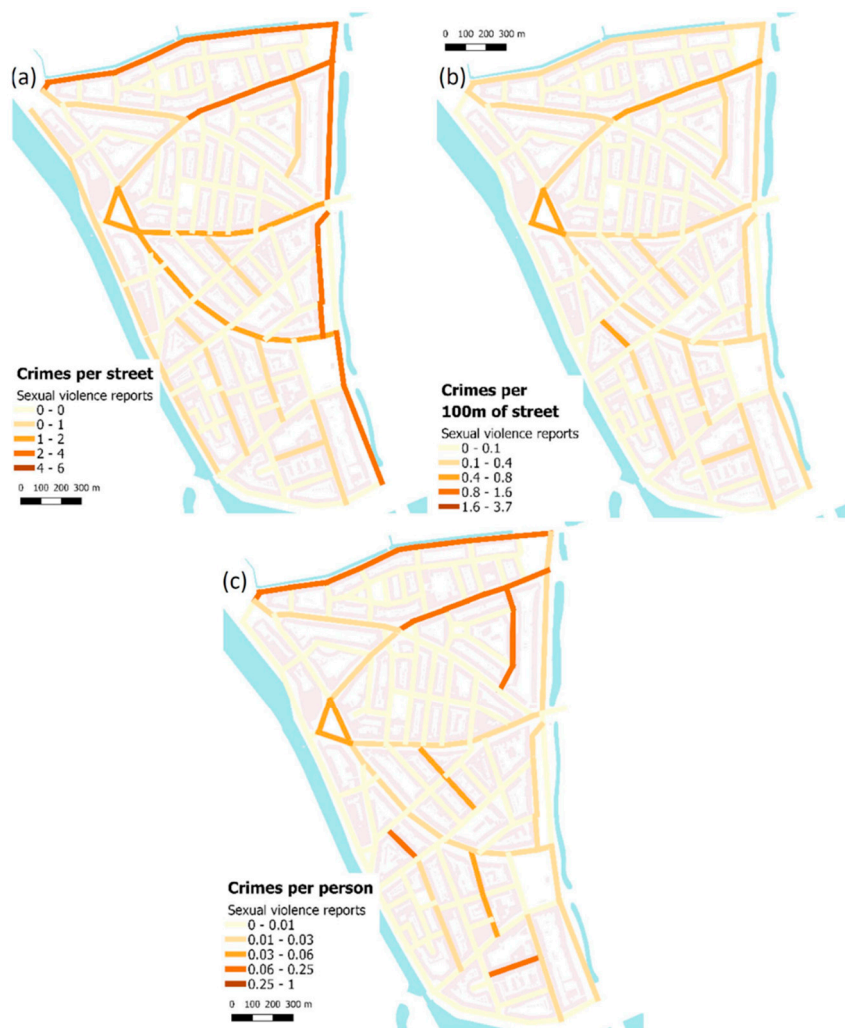 (a)
Crimes per street
Sexual violence reports
0 - 0
0 - 1
1 - 2
2 - 4
4 - 6
0 100 200 300 m
(b)
0 100 200 300 m
Crimes per
100m of street
Sexual violence reports
0 - 0.1
0.1 - 0.4
0.4 - 0.8
0.8 - 1.6
1.6 - 3.7
(c)
Crimes per person
Sexual violence reports
0 - 0.01
0.01 - 0.03
0.03 - 0.06
0.06 - 0.25
0.25 - 1
0 100 200 300 m